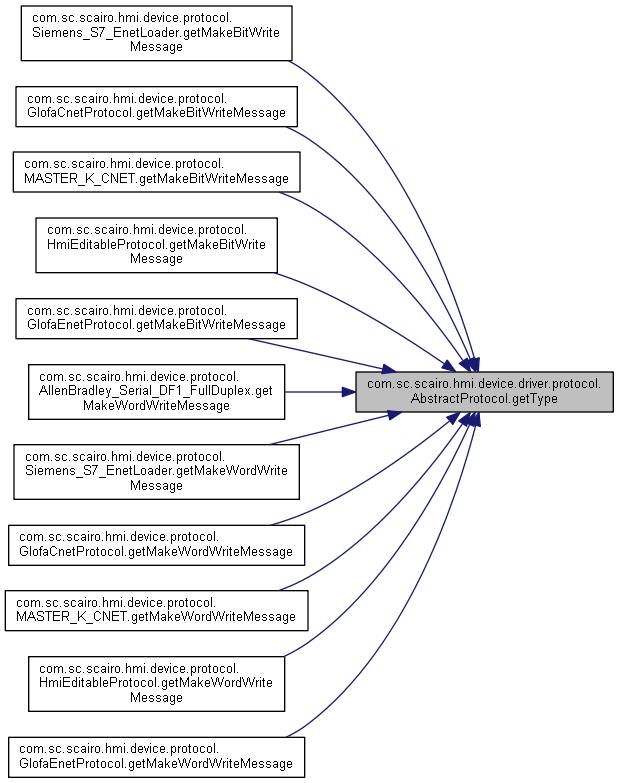 com.sc.scairo.hmi.device.protocol.
Siemens_S7_EnetLoader.getMakeBitWrite
Message
com.sc.scairo.hmi.device.protocol.
GlofaCnetProtocol.getMakeBitWriteMessage
com.sc.scairo.hmi.device.protocol.
MASTER_K_CNET.getMakeBitWriteMessage
com.sc.scairo.hmi.device.protocol.
HmiEditableProtocol.getMakeBitWrite
Message
com.sc.scairo.hmi.device.protocol.
GlofaEnetProtocol.getMakeBitWriteMessage
com.sc.scairo.hmi.device.protocol.
AllenBradley_Serial_DF1_FullDuplex.get
MakeWordWriteMessage
com.sc.scairo.hmi.device.driver.protocol.
AbstractProtocol.getType
com.sc.scairo.hmi.device.protocol.
Siemens_S7_EnetLoader.getMakeWordWrite
Message
com.sc.scairo.hmi.device.protocol.
GlofaCnetProtocol.getMakeWordWriteMessage
com.sc.scairo.hmi.device.protocol.
MASTER_K_CNET.getMakeWordWriteMessage
com.sc.scairo.hmi.device.protocol.
HmiEditableProtocol.getMakeWordWrite
Message
com.sc.scairo.hmi.device.protocol.
GlofaEnetProtocol.getMakeWordWriteMessage